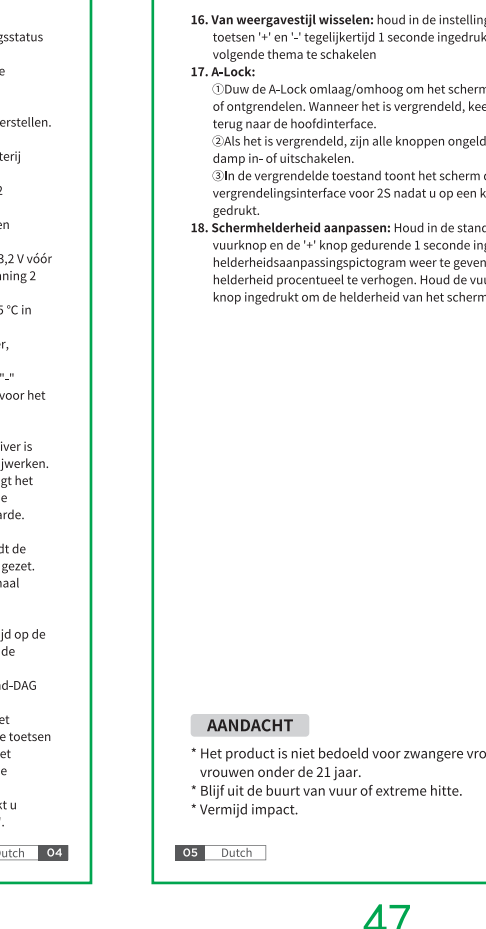 gsstatus
e
erstellen.
terij
2
en
3,2 V vóór
nning 2
5 °C in
er,
"-"
voor het
iver is
jwerken.
gt het
e
arde.
dt de
gezet.
naal
jd op de
de
nd-DAG
et
e toetsen
et
e
kt u
'.
Dutch 04
16. Van weergavestijl wisselen: houd in de instelling
toetsen '+' en '-' tegelijkertijd 1 seconde ingedruk
volgende thema te schakelen
17. A-Lock:
①Duw de A-Lock omlaag/omhoog om het scherm
of ontgrendelen. Wanneer het is vergrendeld, kee
terug naar de hoofdinterface.
②Als het is vergrendeld, zijn alle knoppen ongeld
damp in- of uitschakelen.
③In de vergrendelde toestand toont het scherm d
vergrendelingsinterface voor 2S nadat u op een k
gedrukt.
18. Schermhelderheid aanpassen: Houd in de stand
vuurknop en de '+' knop gedurende 1 seconde ing
helderheidsaanpassingspictogram weer te geven
helderheid procentueel te verhogen. Houd de vuu
knop ingedrukt om de helderheid van het scherm
AANDACHT
* Het product is niet bedoeld voor zwangere vro
vrouwen onder de 21 jaar.
* Blijf uit de buurt van vuur of extreme hitte.
* Vermijd impact.
05 Dutch
47